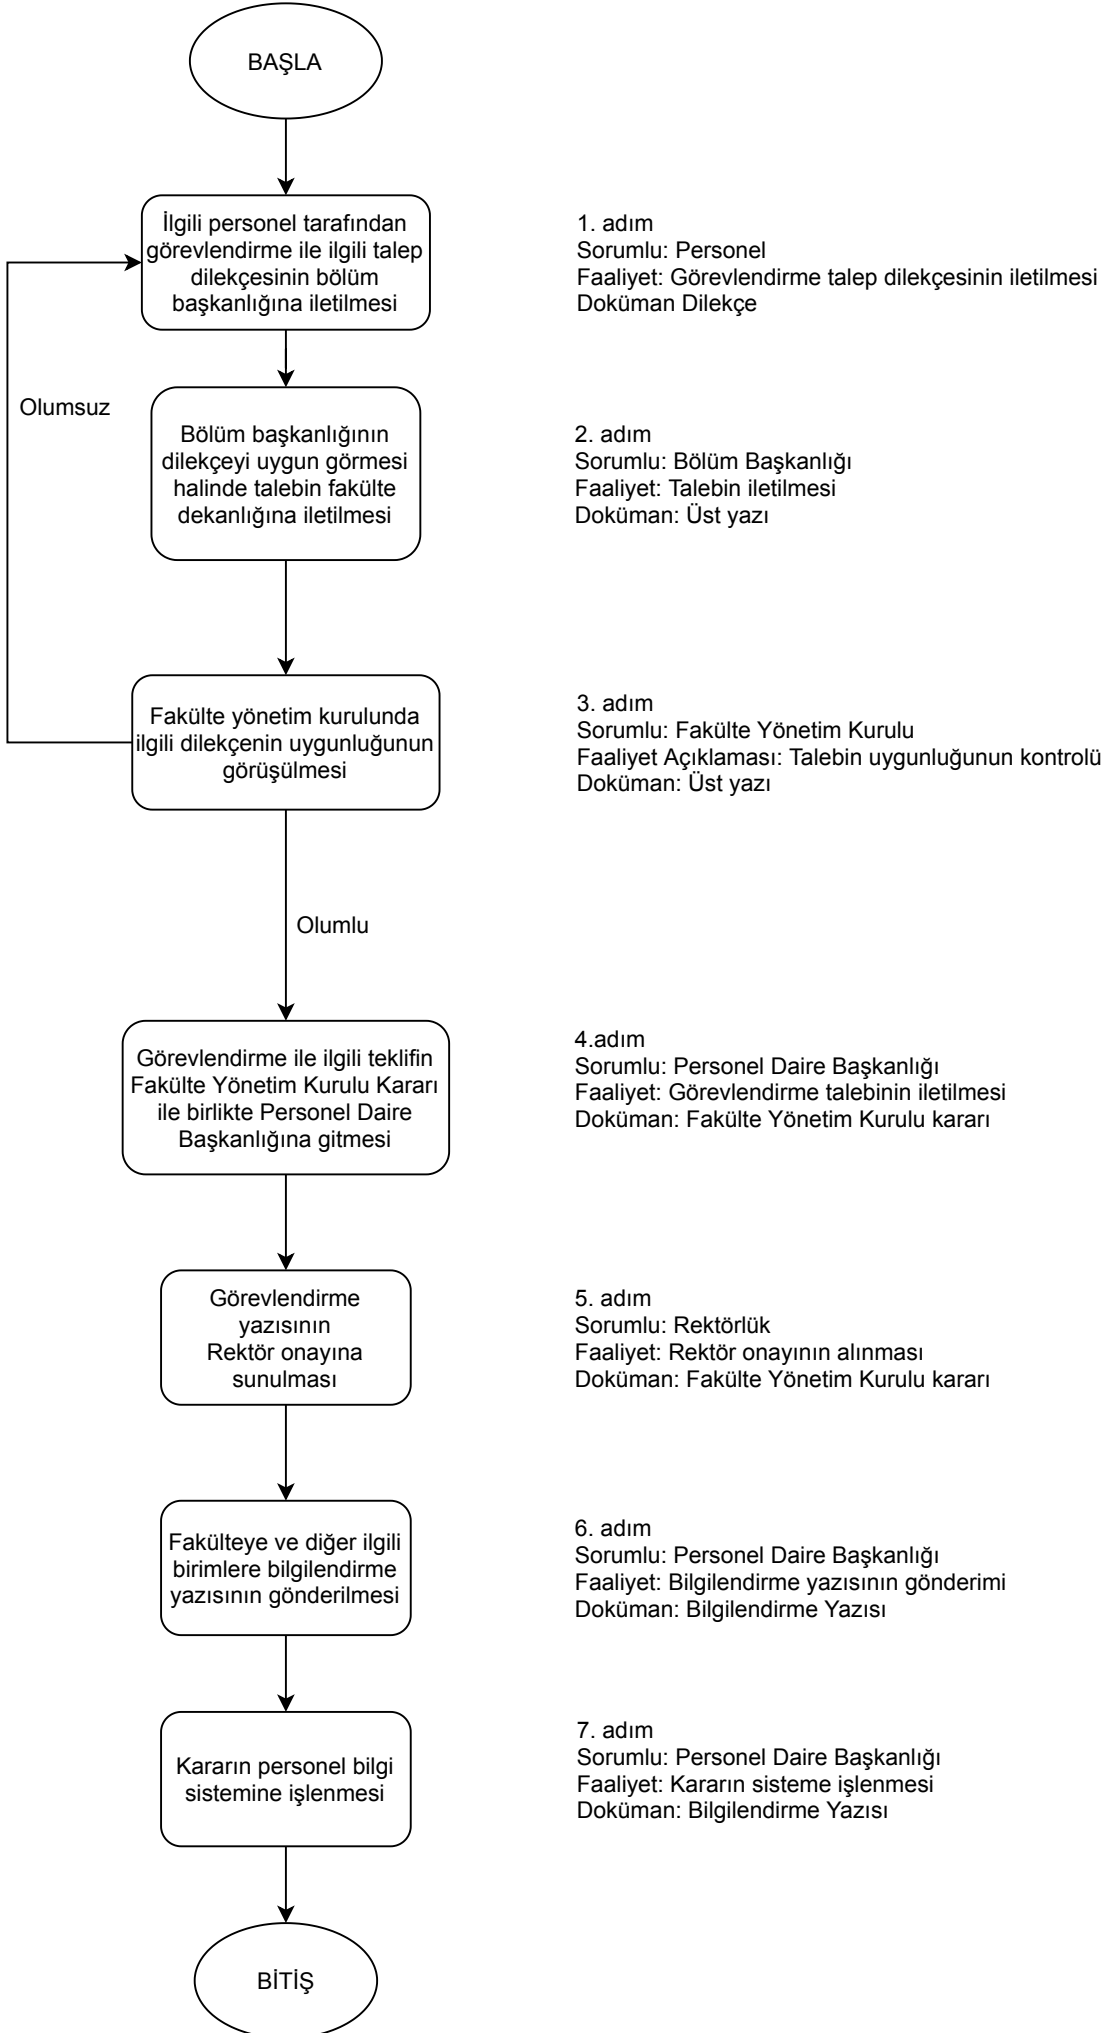 BAŞLA
İlgili personel tarafından
görevlendirme ile ilgili talep
dilekçesinin bölüm
başkanlığına iletilmesi
1. adım
Sorumlu: Personel
Faaliyet: Görevlendirme talep dilekçesinin iletilmesi
Doküman Dilekçe
Olumsuz
Bölüm başkanlığının
dilekçeyi uygun görmesi
halinde talebin fakülte
dekanlığına iletilmesi
2. adım
Sorumlu: Bölüm Başkanlığı
Faaliyet: Talebin iletilmesi
Doküman: Üst yazı
Fakülte yönetim kurulunda
ilgili dilekçenin uygunluğunun
görüşülmesi
3. adım
Sorumlu: Fakülte Yönetim Kurulu
Faaliyet Açıklaması: Talebin uygunluğunun kontrolü
Doküman: Üst yazı
Olumlu
Görevlendirme ile ilgili teklifin
Fakülte Yönetim Kurulu Kararı
ile birlikte Personel Daire
Başkanlığına gitmesi
4.adım
Sorumlu: Personel Daire Başkanlığı
Faaliyet: Görevlendirme talebinin iletilmesi
Doküman: Fakülte Yönetim Kurulu kararı
Görevlendirme
yazısının
Rektör onayına
sunulması
5. adım
Sorumlu: Rektörlük
Faaliyet: Rektör onayının alınması
Doküman: Fakülte Yönetim Kurulu kararı
Fakülteye ve diğer ilgili
birimlere bilgilendirme
yazısının gönderilmesi
6. adım
Sorumlu: Personel Daire Başkanlığı
Faaliyet: Bilgilendirme yazısının gönderimi
Doküman: Bilgilendirme Yazısı
Kararın personel bilgi
sistemine işlenmesi
7. adım
Sorumlu: Personel Daire Başkanlığı
Faaliyet: Kararın sisteme işlenmesi
Doküman: Bilgilendirme Yazısı
BİTİŞ